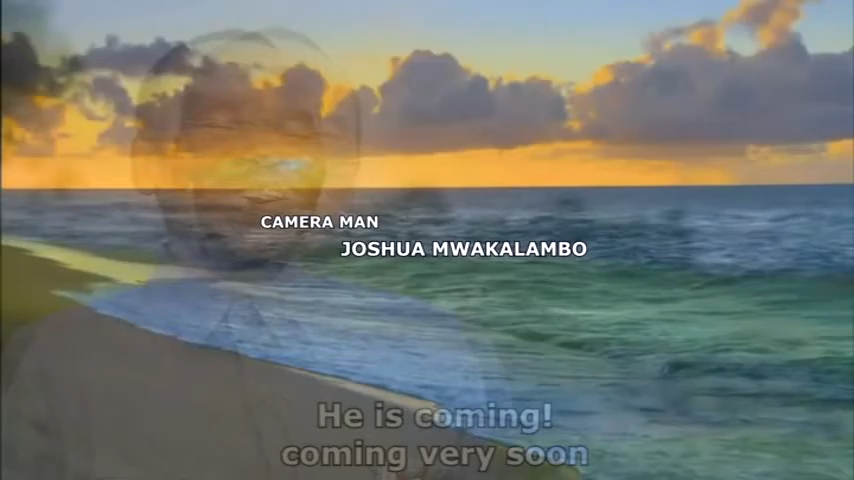 CAMERA MAN
JOSHUA MWAKALAMBO
He is coming!
coming very soon